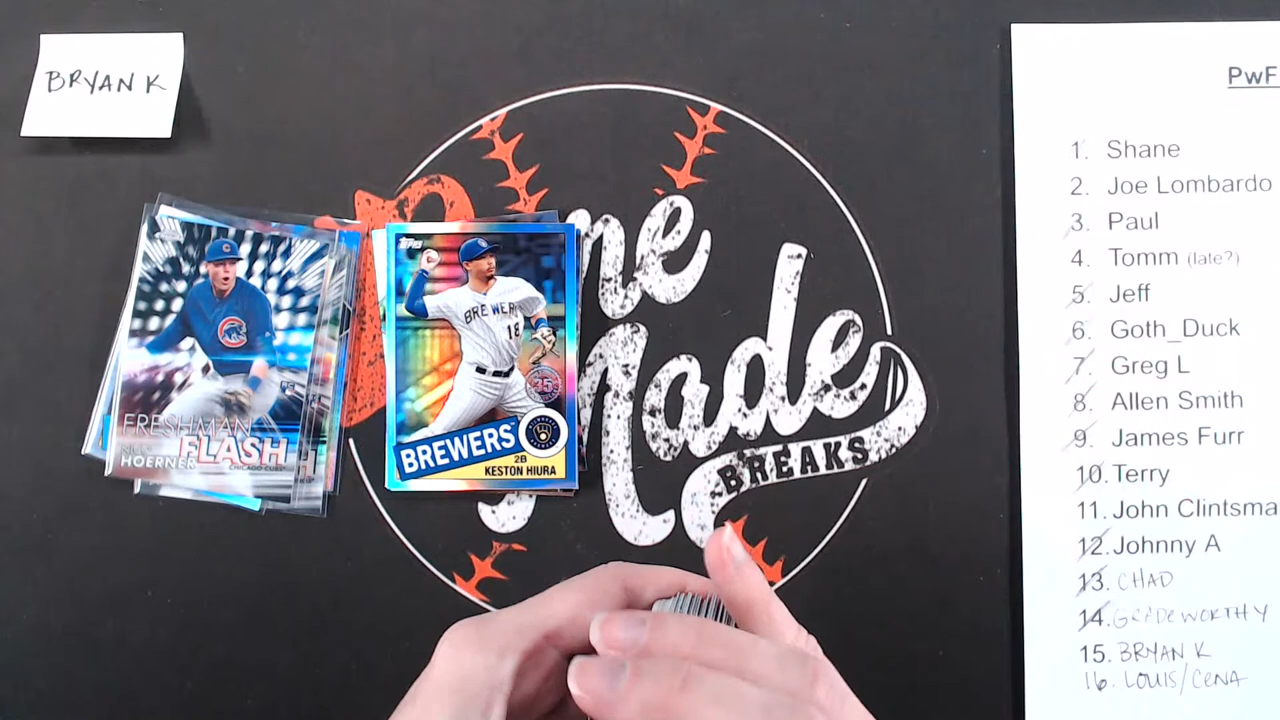 BRYAN K
PwF
1. Shane
2. Joe Lombardo
3. Paul
4. Tomm (late?)
5. Jeff
6. Goth_Duck
7. Greg L
8. Allen Smith
9. James Furr
10. Terry
11. John Clintsma
12. Johnny A
13. CHAD
14. GRADEWORTHY
15. BRYAN K
16. LOUIS/CENA
FRESHMAN
FLASH
HOERNER
CHICAGO CUBS
Topps
BREWER
18
35
BREWERS
2B
KESTON HIURA
Made
BREAKS